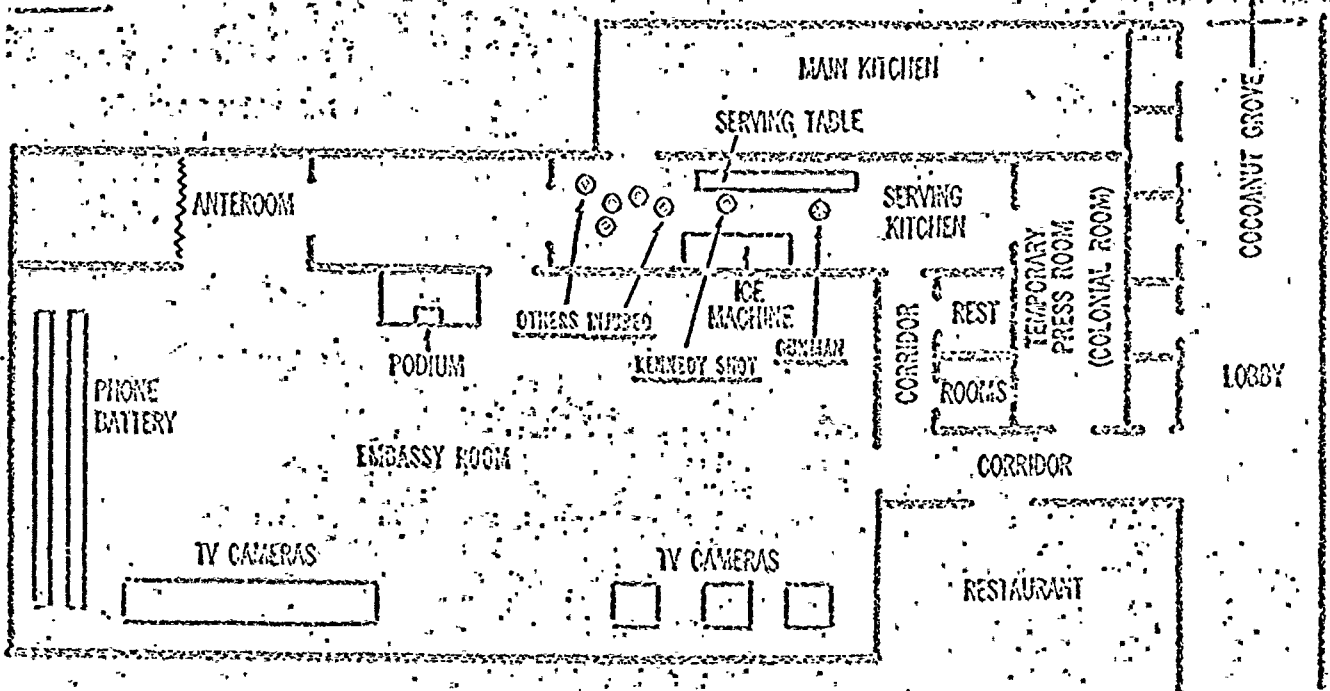 MAIN KITCHEN
SERVING TABLE
COCOANUT GROVE
ANTEROOM
SERVING
KITCHEN
TEMPORARY
PRESS ROOM
(COLONIAL ROOM)
OTHERS INJURED
ICE
MACHINE
KENNEDY SHOT
GUNMAN
CORRIDOR
REST
ROOMS
PODIUM
PHONE
BATTERY
LOBBY
EMBASSY ROOM
CORRIDOR
TV CAMERAS
TV CAMERAS
RESTAURANT